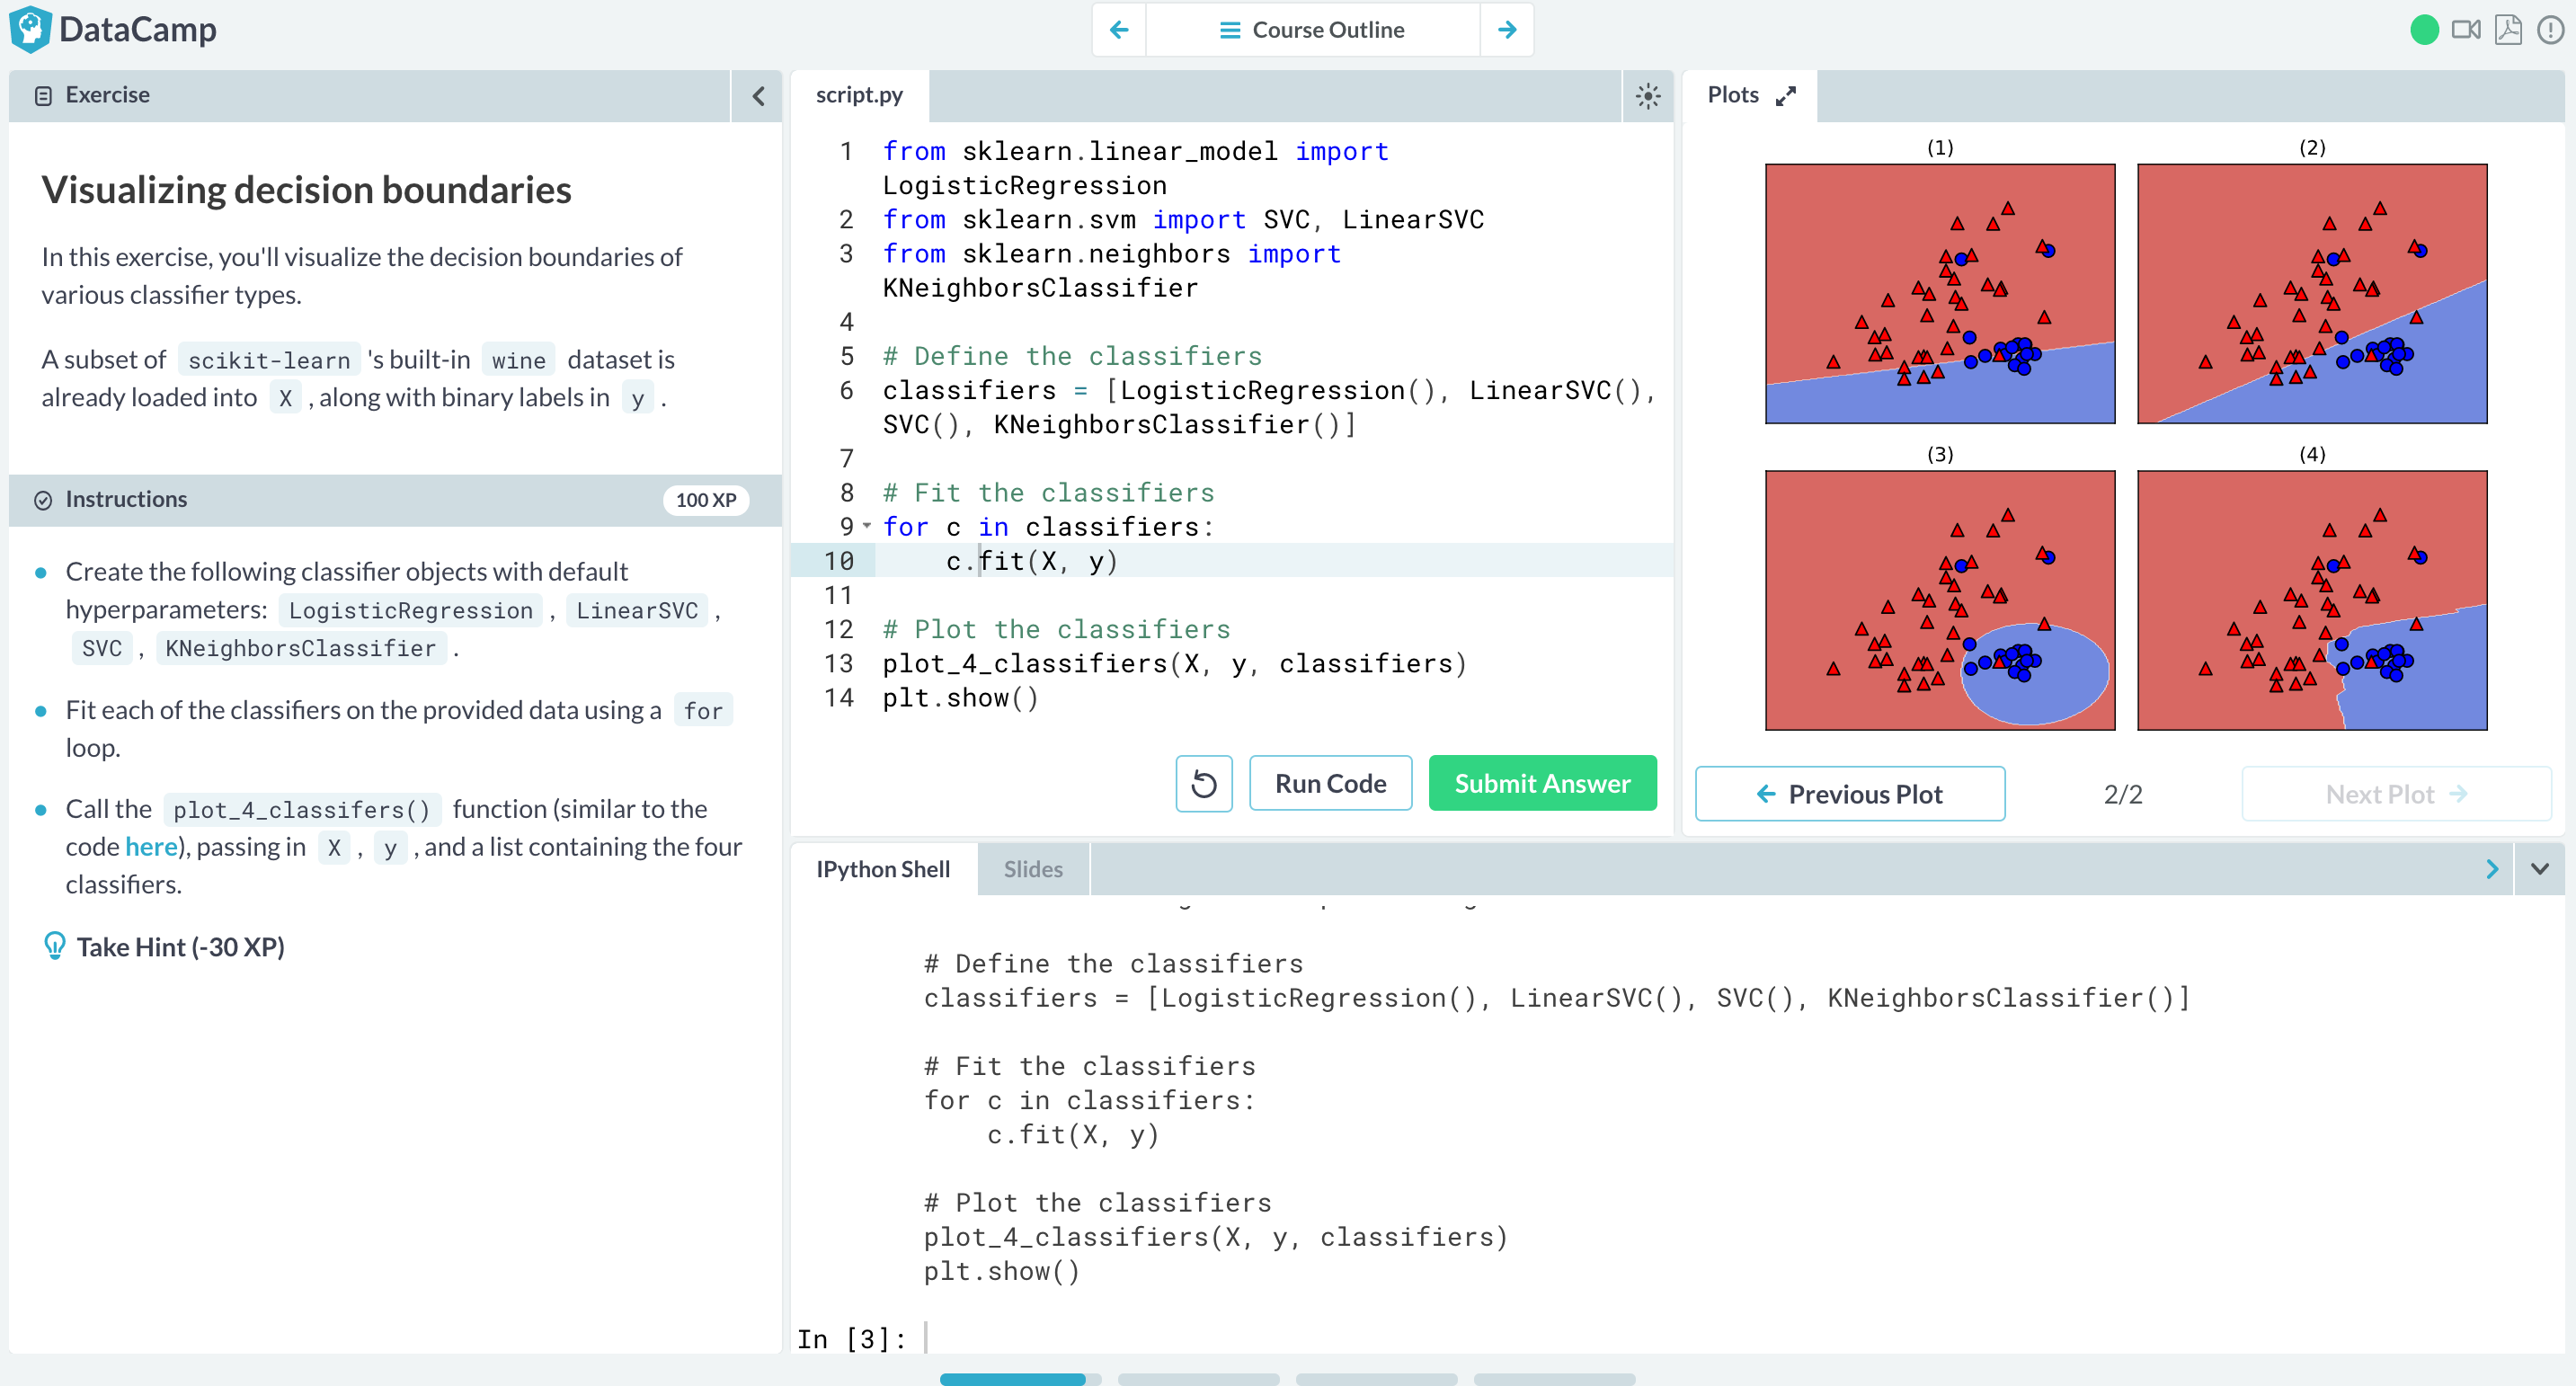 DataCamp
Course Outline
Exercise
Visualizing decision boundaries
In this exercise, you'll visualize the decision boundaries of
various classifier types.
A subset of scikit-learn 's built-in wine dataset is
already loaded into X , along with binary labels in y .
Instructions
100 XP
Create the following classifier objects with default
hyperparameters: LogisticRegression , LinearSVC ,
SVC , KNeighborsClassifier .
Fit each of the classifiers on the provided data using a for
loop.
Call the plot_4_classifers() function (similar to the
code here), passing in X , y , and a list containing the four
classifiers.
Take Hint (-30 XP)
script.py
1 from sklearn.linear_model import
LogisticRegression
2 from sklearn.svm import SVC, LinearSVC
3 from sklearn.neighbors import
KNeighborsClassifier
4
5 # Define the classifiers
6 classifiers = [LogisticRegression(), LinearSVC(),
SVC(), KNeighborsClassifier()]
7
8 # Fit the classifiers
9 for c in classifiers:
10     c.fit(X, y)
11
12 # Plot the classifiers
13 plot_4_classifiers(X, y, classifiers)
14 plt.show()
Run Code
Submit Answer
Plots
(1)
(2)
(3)
(4)
Previous Plot
2/2
Next Plot
IPython Shell
Slides
# Define the classifiers
classifiers = [LogisticRegression(), LinearSVC(), SVC(), KNeighborsClassifier()]
# Fit the classifiers
for c in classifiers:
    c.fit(X, y)
# Plot the classifiers
plot_4_classifiers(X, y, classifiers)
plt.show()
In [3]: